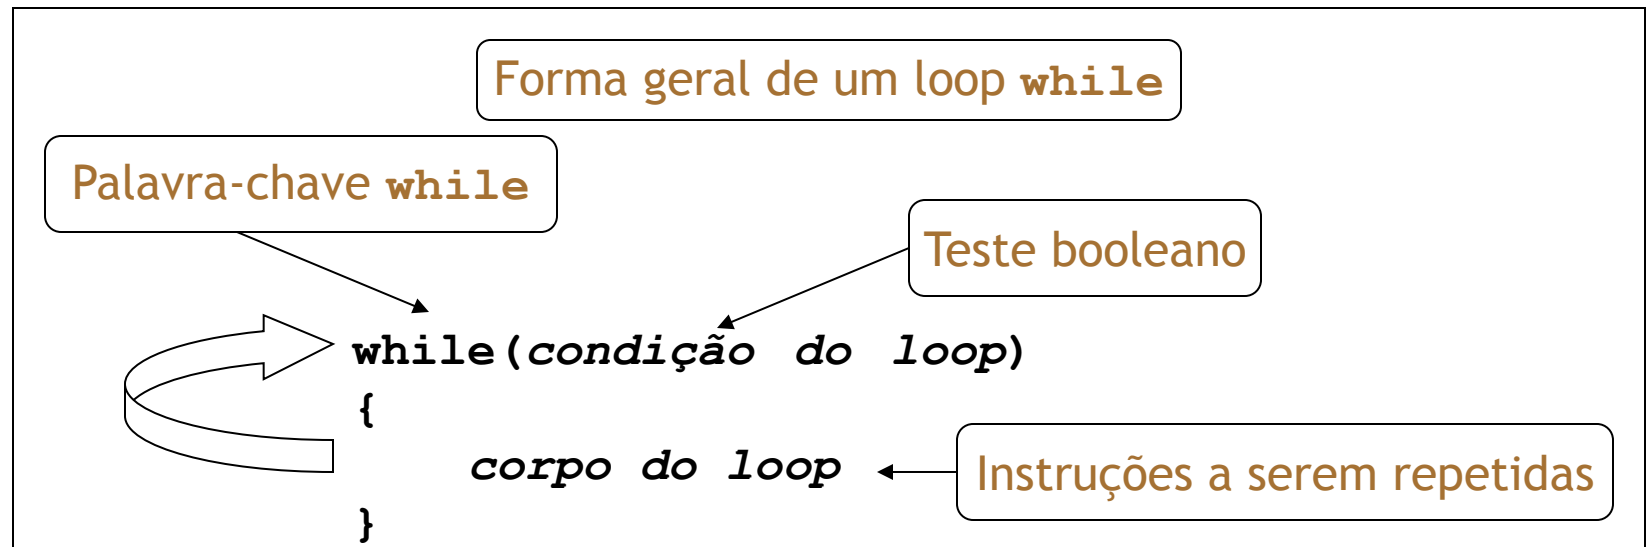 Forma geral de um loop while
Palavra-chave while
Teste booleano
while(condição do loop)
{
corpo do loop
Instruções a serem repetidas
}